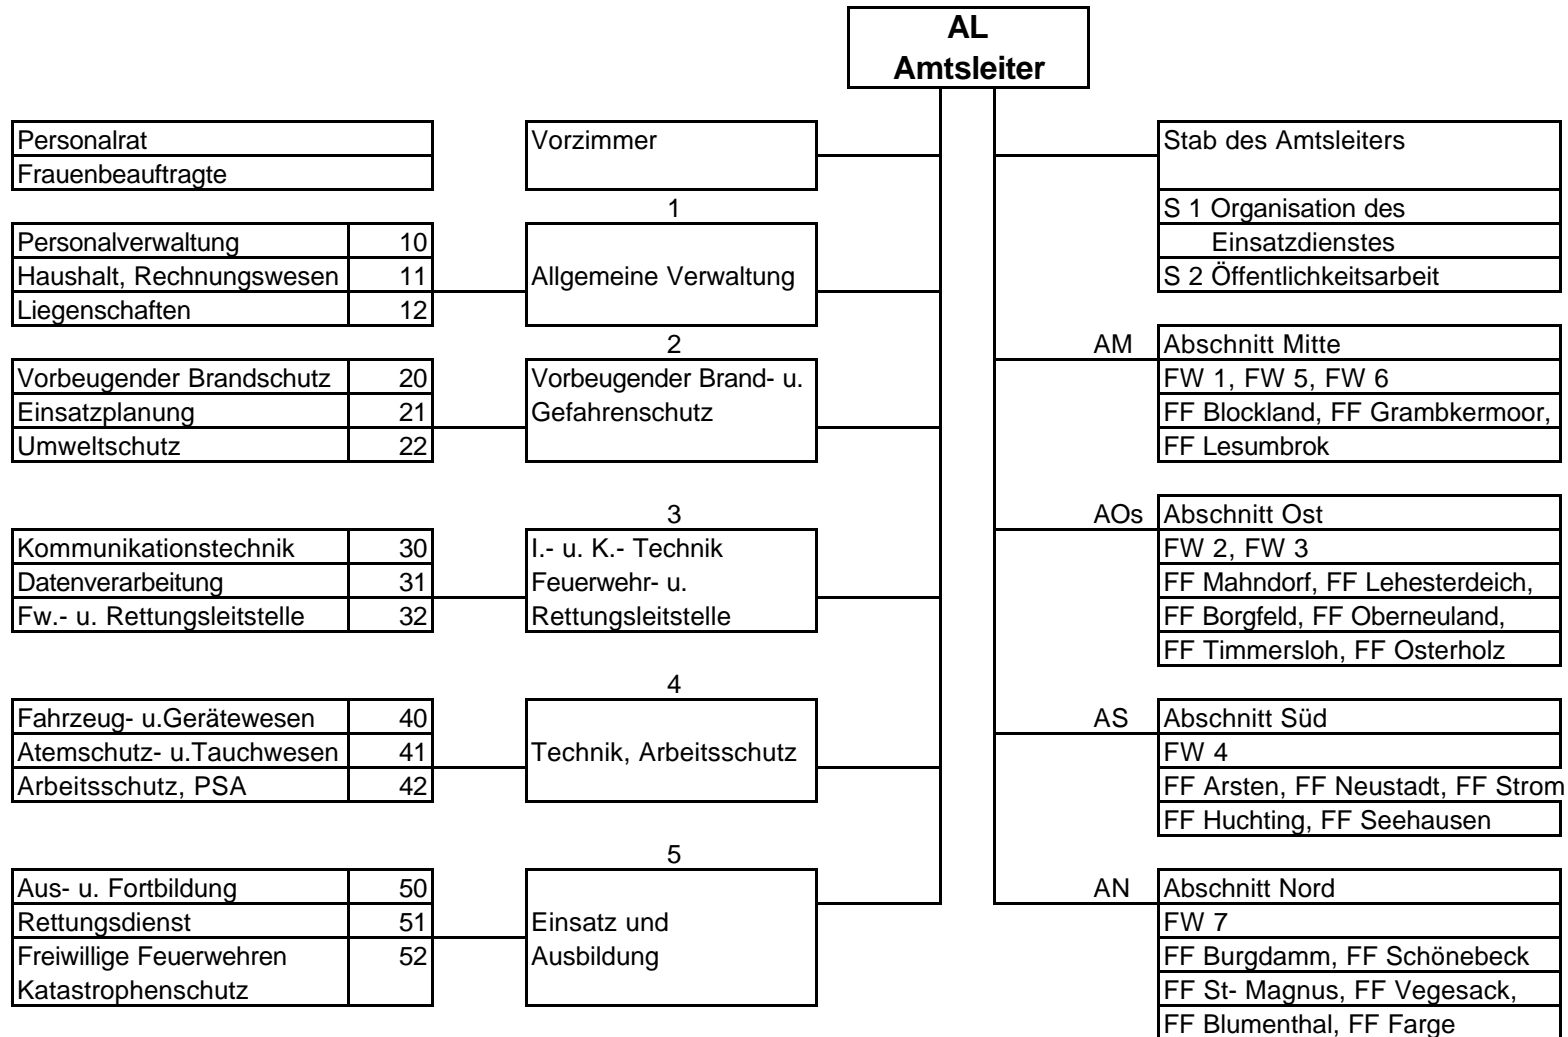 AL
Amtsleiter
Personalrat
Frauenbeauftragte
Vorzimmer
1
Personalverwaltung 10
Haushalt, Rechnungswesen 11
Liegenschaften 12
Allgemeine Verwaltung
2
Vorbeugender Brandschutz 20
Einsatzplanung 21
Umweltschutz 22
Vorbeugender Brand- u.
Gefahrenschutz
3
Kommunikationstechnik 30
Datenverarbeitung 31
Fw.- u. Rettungsleitstelle 32
I.- u. K.- Technik
Feuerwehr- u.
Rettungsleitstelle
4
Fahrzeug- u.Gerätewesen 40
Atemschutz- u.Tauchwesen 41
Arbeitsschutz, PSA 42
Technik, Arbeitsschutz
5
Aus- u. Fortbildung 50
Rettungsdienst 51
Freiwillige Feuerwehren 52
Katastrophenschutz
Einsatz und
Ausbildung
Stab des Amtsleiters
S 1 Organisation des
Einsatzdienstes
S 2 Öffentlichkeitsarbeit
AM Abschnitt Mitte
FW 1, FW 5, FW 6
FF Blockland, FF Grambkermoor,
FF Lesumbrok
AOs Abschnitt Ost
FW 2, FW 3
FF Mahndorf, FF Lehesterdeich,
FF Borgfeld, FF Oberneuland,
FF Timmersloh, FF Osterholz
AS Abschnitt Süd
FW 4
FF Arsten, FF Neustadt, FF Strom
FF Huchting, FF Seehausen
AN Abschnitt Nord
FW 7
FF Burgdamm, FF Schönebeck
FF St- Magnus, FF Vegesack,
FF Blumenthal, FF Farge